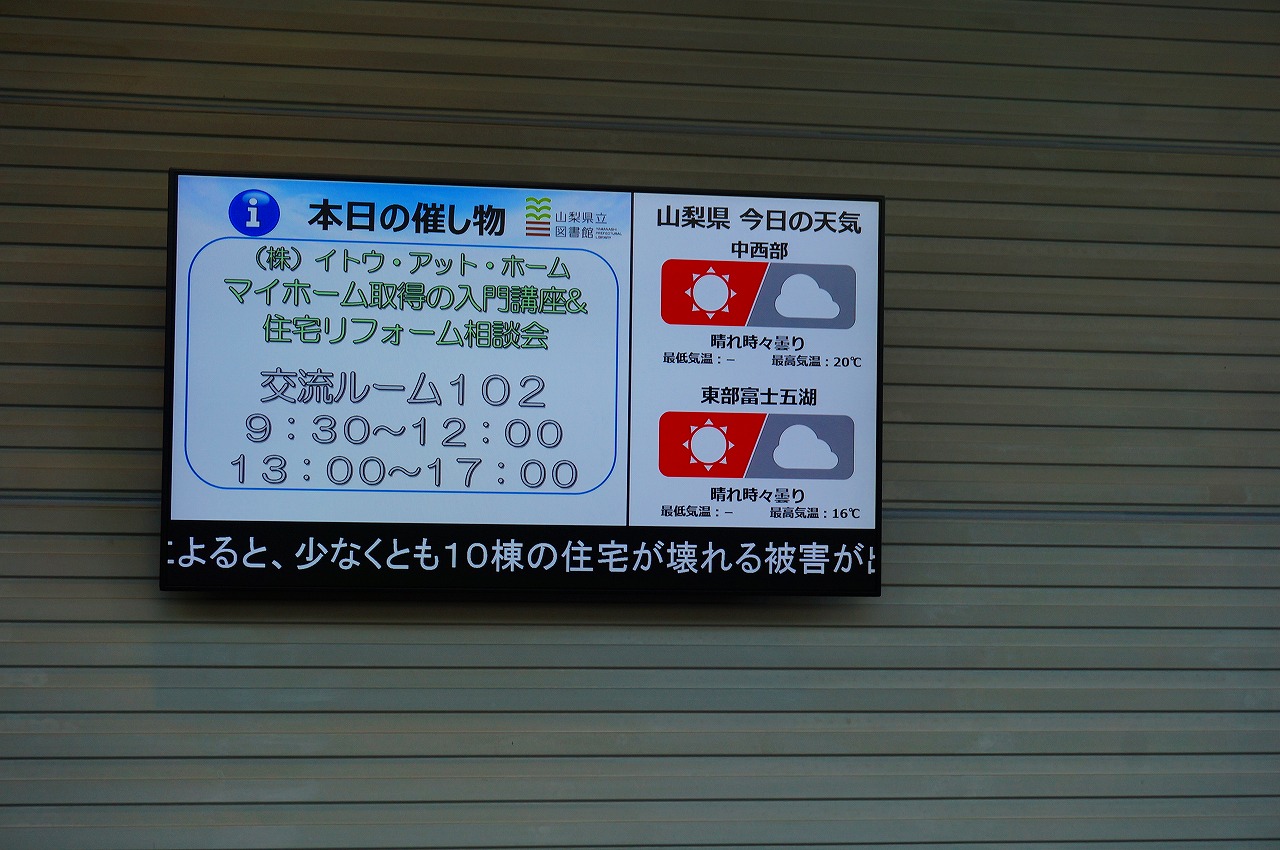 本日の催し物
山梨県立
図書館
YAMANASHI
PREFECTURAL
LIBRARY
(株)イトウ・アット・ホーム
マイホーム取得の入門講座&
住宅リフォーム相談会
交流ルーム102
9:30～12:00
13:00～17:00
山梨県 今日の天気
中西部
晴れ時々曇り
最低気温:－ 最高気温:20℃
東部富士五湖
晴れ時々曇り
最低気温:－ 最高気温:16℃
によると、少なくとも10棟の住宅が壊れる被害が